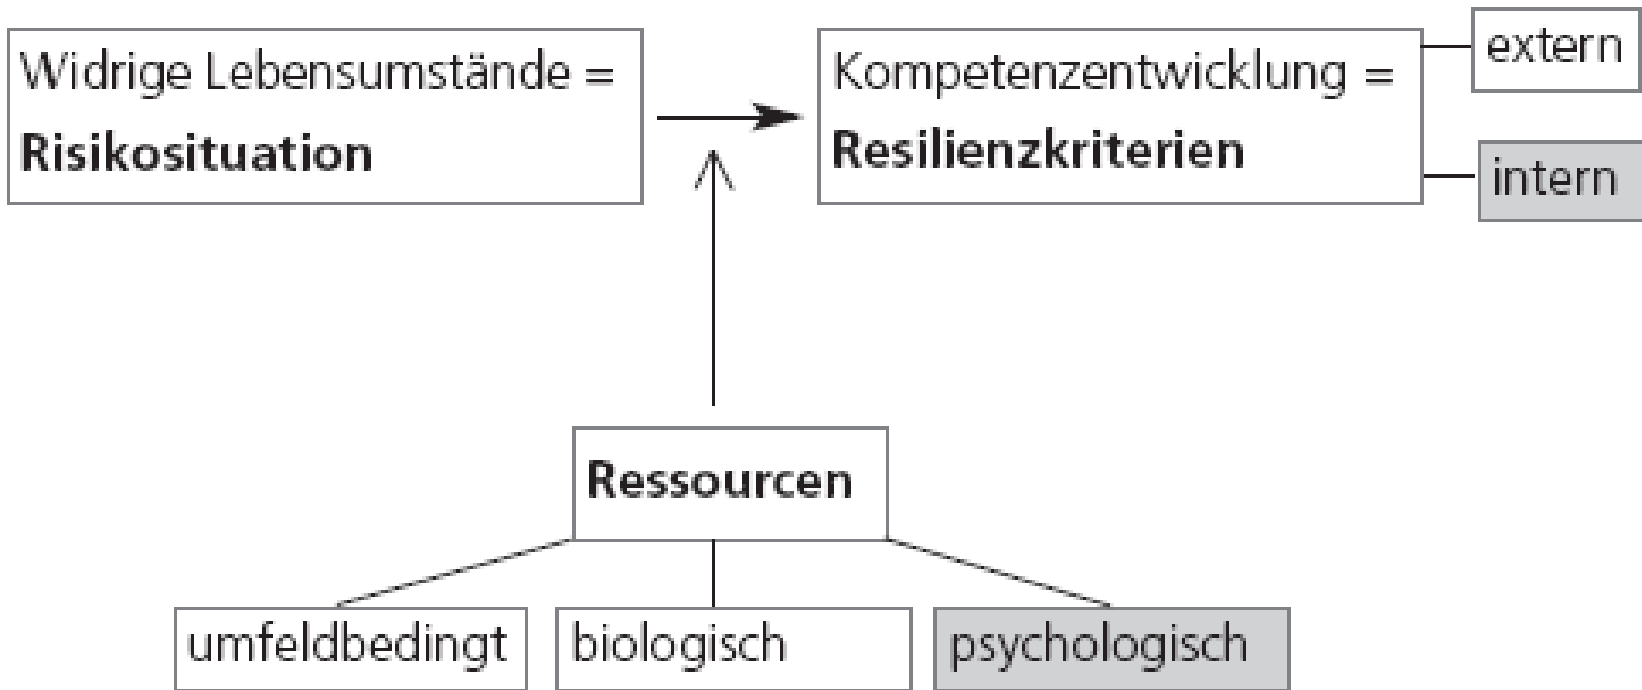 Widrige Lebensumstände =
Risikosituation
Kompetenzentwicklung =
Resilienzkriterien
extern
intern
Ressourcen
umfeldbedingt
biologisch
psychologisch